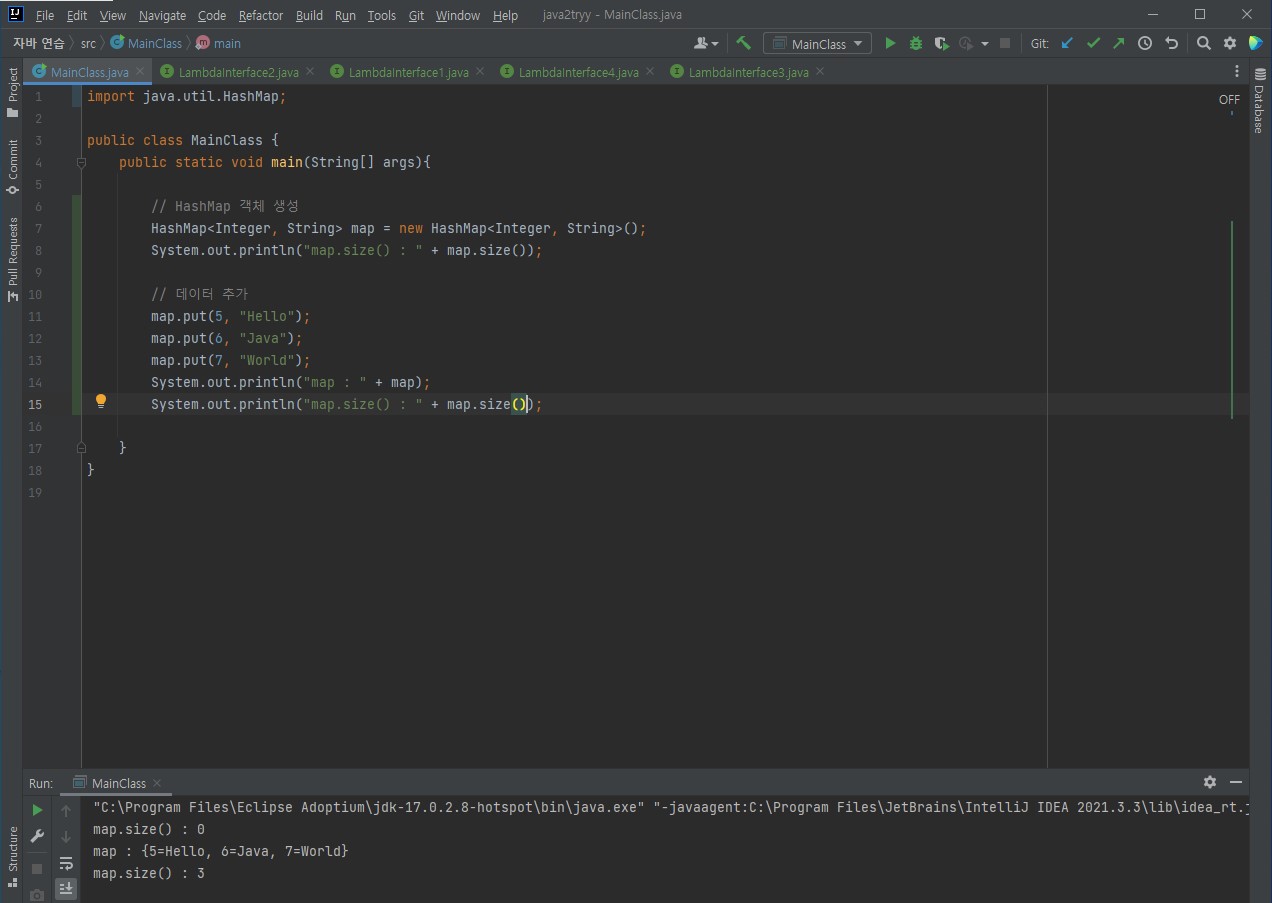 File Edit View Navigate Code Refactor Build Run Tools Git Window Help java2tryy - MainClass.java
자바 연습 src MainClass main MainClass Git:
MainClass.java LambdaInterface2.java LambdaInterface1.java LambdaInterface4.java LambdaInterface3.java
Project
Commit
Pull Requests
Structure
Database
OFF
1 import java.util.HashMap;
2
3 public class MainClass {
4 public static void main(String[] args){
5
6 // HashMap 객체 생성
7 HashMap<Integer, String> map = new HashMap<Integer, String>();
8 System.out.println("map.size() : " + map.size());
9
10 // 데이터 추가
11 map.put(5, "Hello");
12 map.put(6, "Java");
13 map.put(7, "World");
14 System.out.println("map : " + map);
15 System.out.println("map.size() : " + map.size());
16
17 }
18 }
19
Run: MainClass
"C:\Program Files\Eclipse Adoptium\jdk-17.0.2.8-hotspot\bin\java.exe" "-javaagent:C:\Program Files\JetBrains\IntelliJ IDEA 2021.3.3\lib\idea_rt.j
map.size() : 0
map : {5=Hello, 6=Java, 7=World}
map.size() : 3